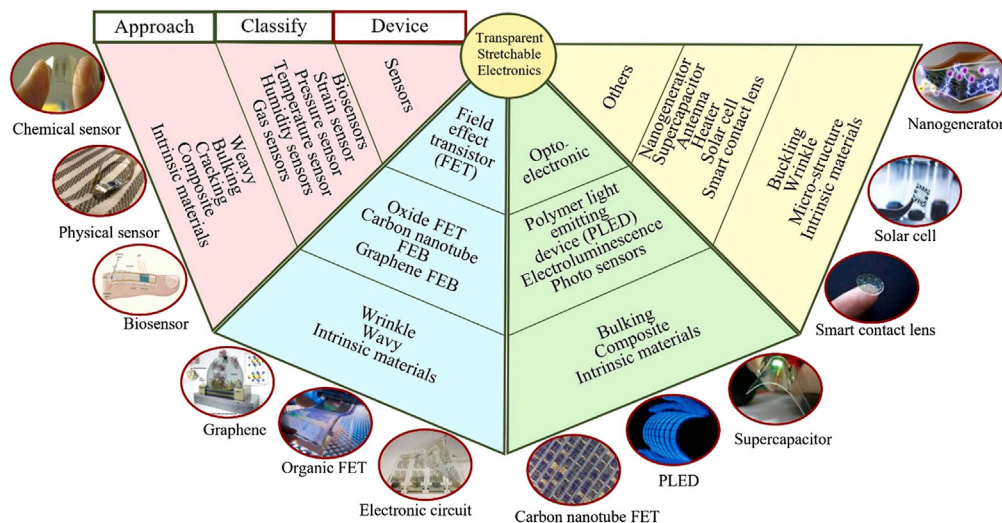 Approach
Classify
Device
Transparent
Stretchable
Electronics
Sensors
Biosensors
Strain sensor
Pressure sensor
Temperature sensor
Humidity sensors
Gas sensors
Weavy
Bulking
Cracking
Composite
Intrinsic materials
Field
effect
transistor
(FET)
Oxide FET
Carbon nanotube
FEB
Graphene FEB
Wrinkle
Wavy
Intrinsic materials
Opto-
electronic
Polymer light
emitting
device (PLED)
Electroluminescence
Photo sensors
Bulking
Composite
Intrinsic materials
Others
Nanogenerator
Supercapacitor
Antenna
Heater
Solar cell
Smart contact lens
Buckling
Wrinkle
Micro-structure
Intrinsic materials
Chemical sensor
Physical sensor
Biosensor
Graphene
Organic FET
Electronic circuit
Carbon nanotube FET
PLED
Supercapacitor
Smart contact lens
Solar cell
Nanogenerator